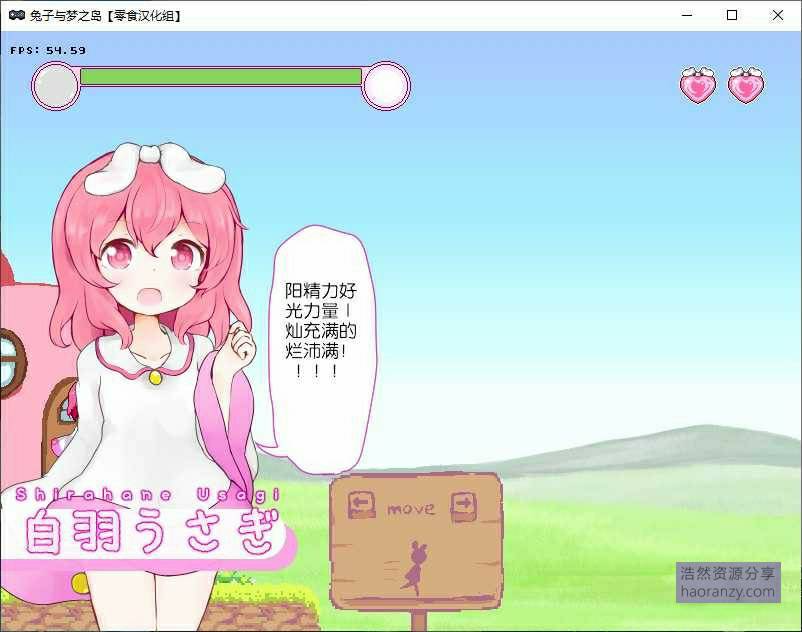 兔子与梦之岛【零食汉化组】
FPS: 54.59
好丨的！
力量满满！
精力充沛！
阳光灿烂！
Shirahane Usagi
白羽うさぎ
← move →
浩然资源分享
haoranzy.com